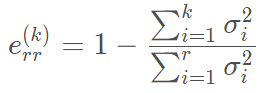 e_{rr}^{(k)} = 1 - \frac{\sum_{i=1}^{k} \sigma_i^2}{\sum_{i=1}^{r} \sigma_i^2}